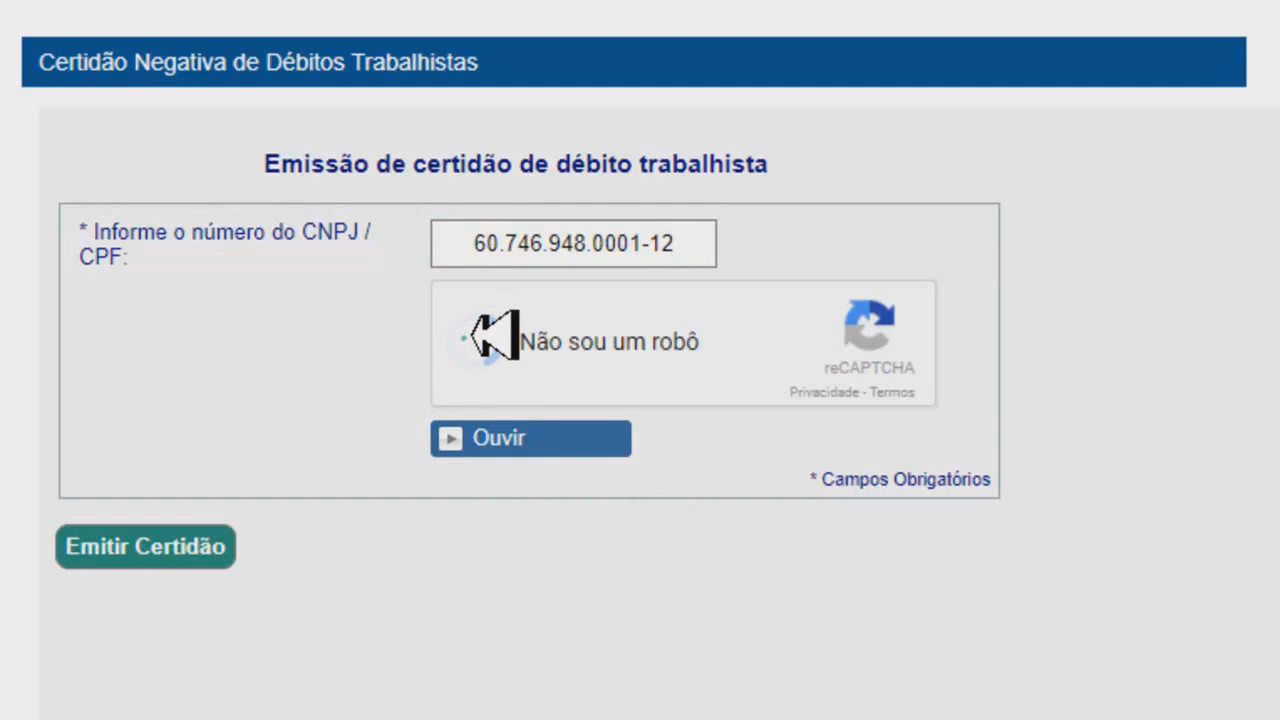 Certidão Negativa de Débitos Trabalhistas
Emissão de certidão de débito trabalhista
* Informe o número do CNPJ /
CPF:
60.746.948.0001-12
Não sou um robô
reCAPTCHA
Privacidade - Termos
Ouvir
* Campos Obrigatórios
Emitir Certidão